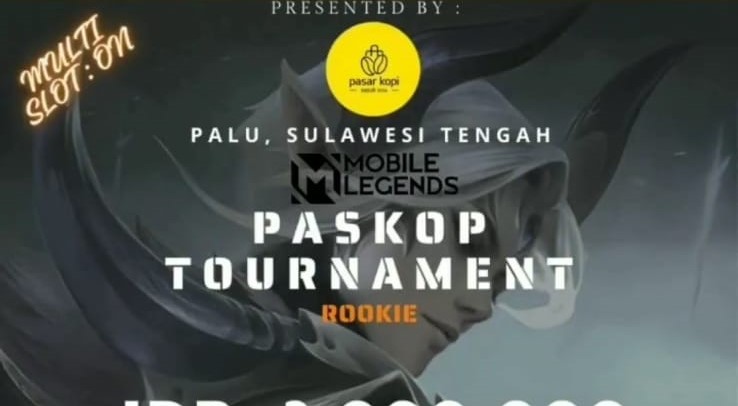 PRESENTED BY :
MULTI
SLOT : ON
pasar kopi
PALU, SULAWESI TENGAH
MOBILE
LEGENDS
PASKOP
TOURNAMENT
ROOKIE